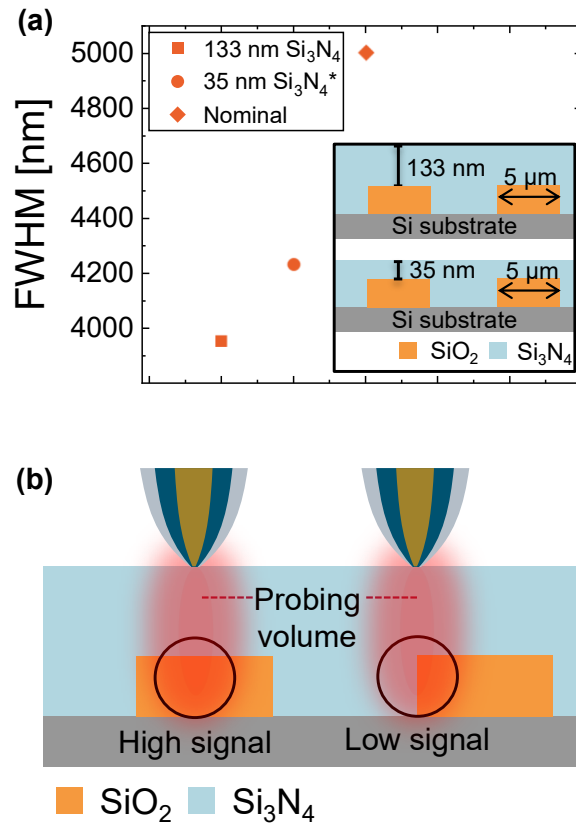 (a)
FWHM [nm]
5000
4800
4600
4400
4200
4000
133 nm Si₃N₄
35 nm Si₃N₄*
Nominal
133 nm
5 µm
Si substrate
35 nm
5 µm
Si substrate
SiO₂ Si₃N₄
(b)
Probing
volume
High signal Low signal
SiO₂ Si₃N₄